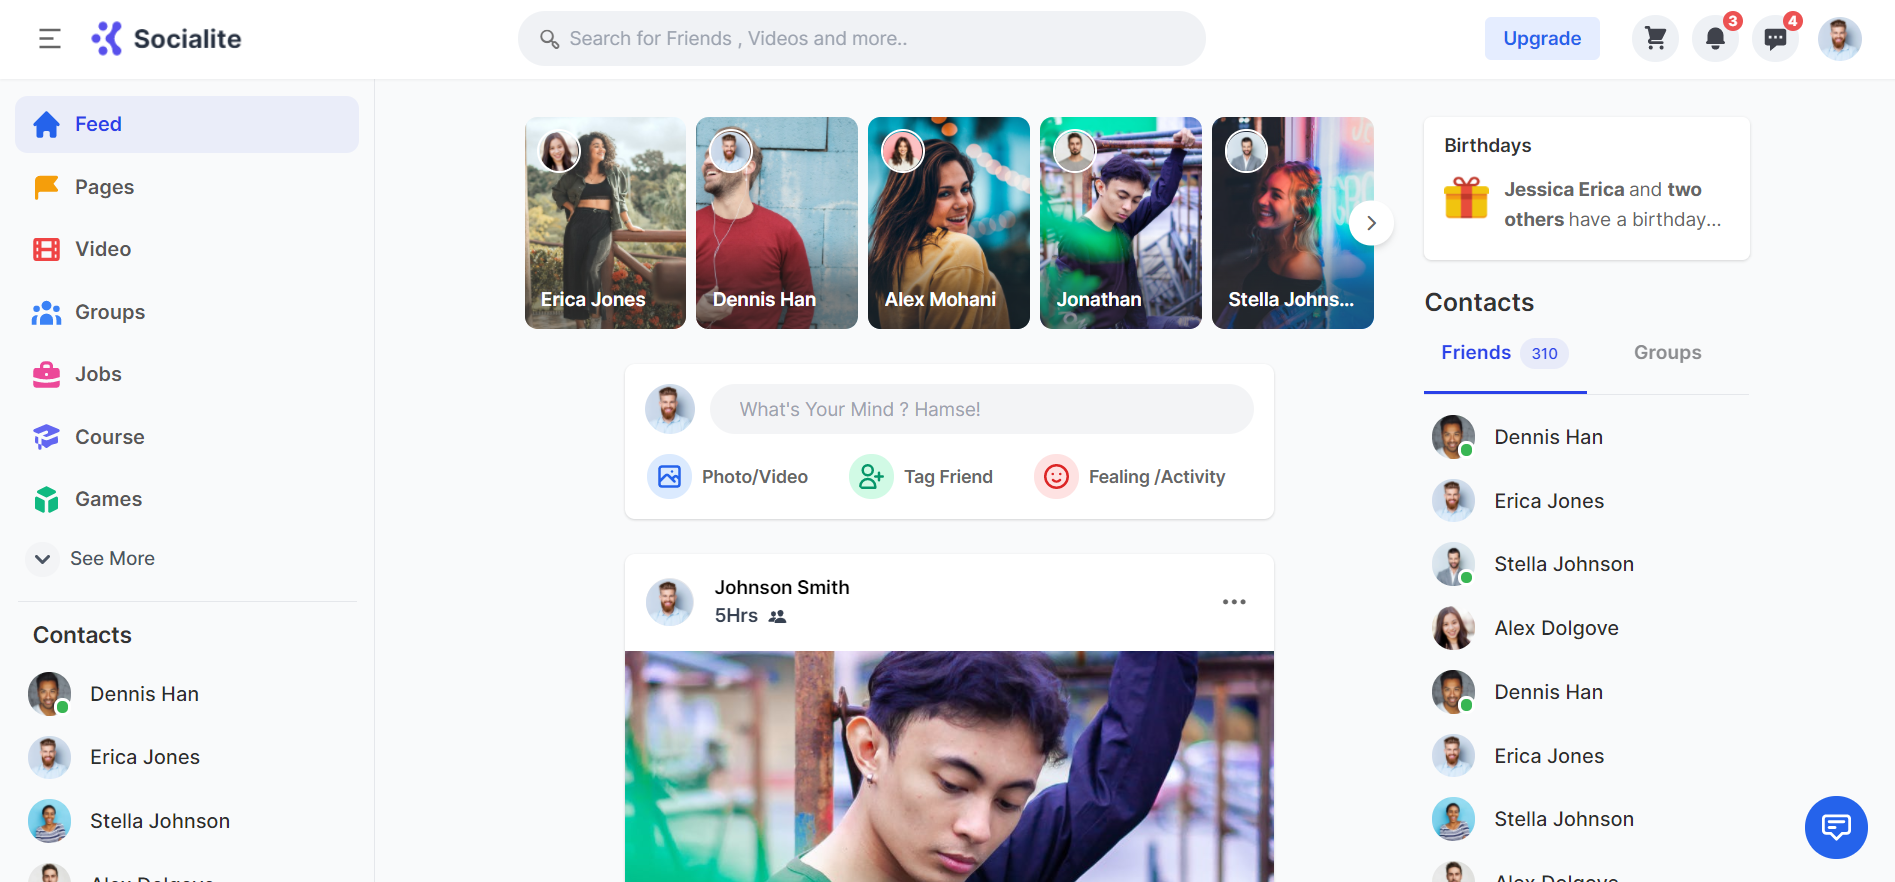 Socialite
Search for Friends , Videos and more..
Upgrade
3
4
Feed
Pages
Video
Groups
Jobs
Course
Games
See More
Contacts
Dennis Han
Erica Jones
Stella Johnson
Erica Jones
Dennis Han
Alex Mohani
Jonathan
Stella Johns...
What's Your Mind ? Hamse!
Photo/Video
Tag Friend
Fealing /Activity
Johnson Smith
5Hrs
Birthdays
Jessica Erica and two
others have a birthday...
Contacts
Friends 310
Groups
Dennis Han
Erica Jones
Stella Johnson
Alex Dolgove
Dennis Han
Erica Jones
Stella Johnson